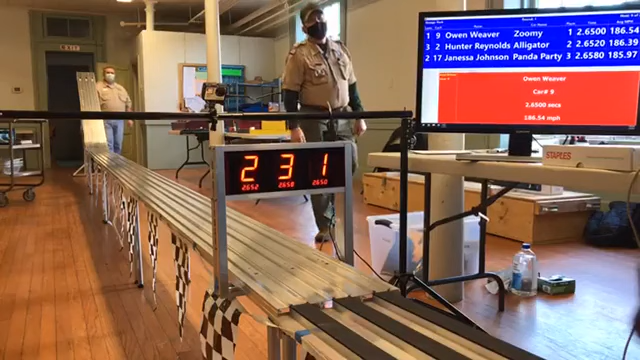 Round: 1
1 9 Owen Weaver Zoomy 1 2.6500 186.54
3 2 Hunter Reynolds Alligator 2 2.6520 186.39
2 17 Janessa Johnson Panda Party 3 2.6580 185.97
Owen Weaver
Car# 9
2.6500 secs
186.54 mph
EXIT
2 3 1
2652 2658 2650
STAPLES